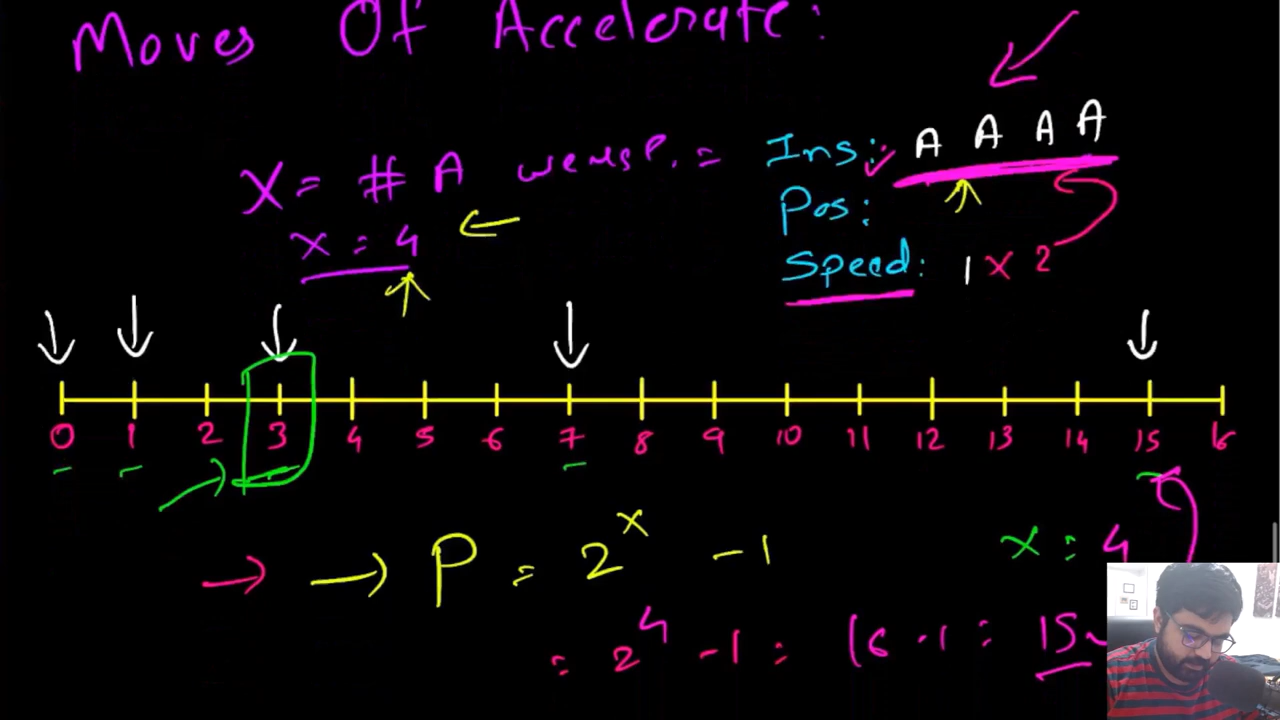 Moves Of Accelerate:
X = # A =
Ins: A A A A
x = 4
Pos:
Speed: 1 x 2
0 1 2 3 4 5 6 7 8 9 10 11 12 13 14 15 16
→ → P = 2^x - 1
x = 4
= 2^4 - 1 = 16 - 1 = 15